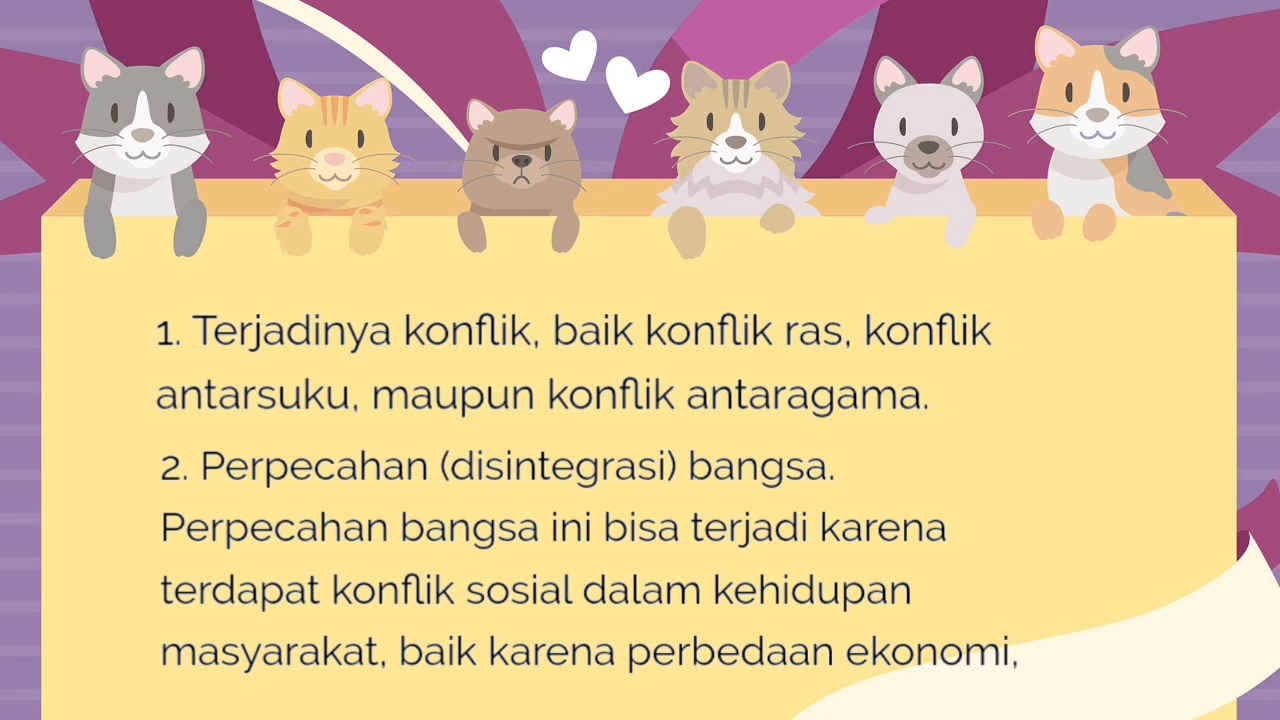 1. Terjadinya konflik, baik konflik ras, konflik
antarsuku, maupun konflik antaragama.
2. Perpecahan (disintegrasi) bangsa.
Perpecahan bangsa ini bisa terjadi karena
terdapat konflik sosial dalam kehidupan
masyarakat, baik karena perbedaan ekonomi,